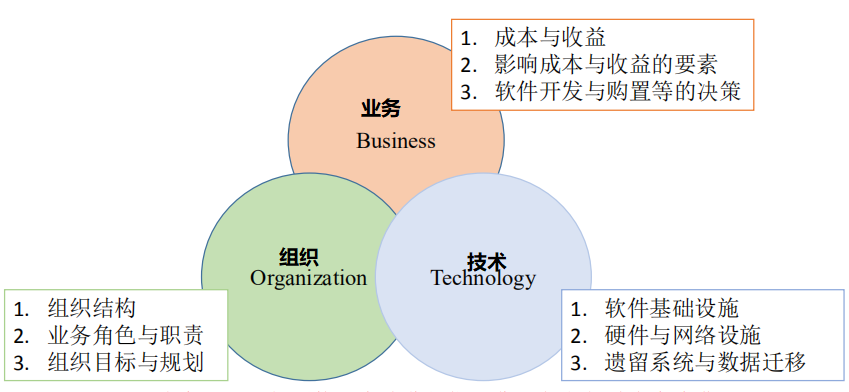 1. 成本与收益
2. 影响成本与收益的要素
3. 软件开发与购置等的决策
业务
Business
组织
Organization
技术
Technology
1. 组织结构
2. 业务角色与职责
3. 组织目标与规划
1. 软件基础设施
2. 硬件与网络设施
3. 遗留系统与数据迁移